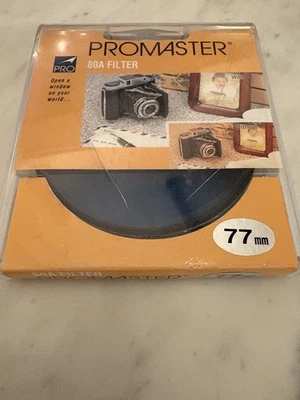 PROMASTER®
80A FILTER
PRO
Open a
window
on your
world...
77mm
80A FILTER
PROMASTER